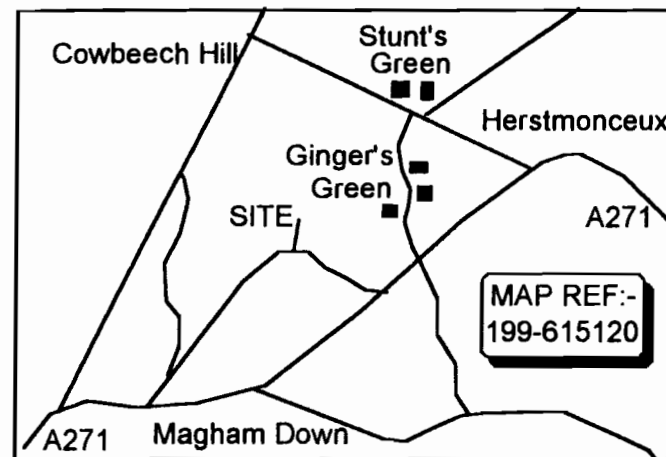 Stunt's
Green
Cowbeech Hill
Herstmonceux
Ginger's
Green
SITE
A271
MAP REF:-
199-615120
A271
Magham Down